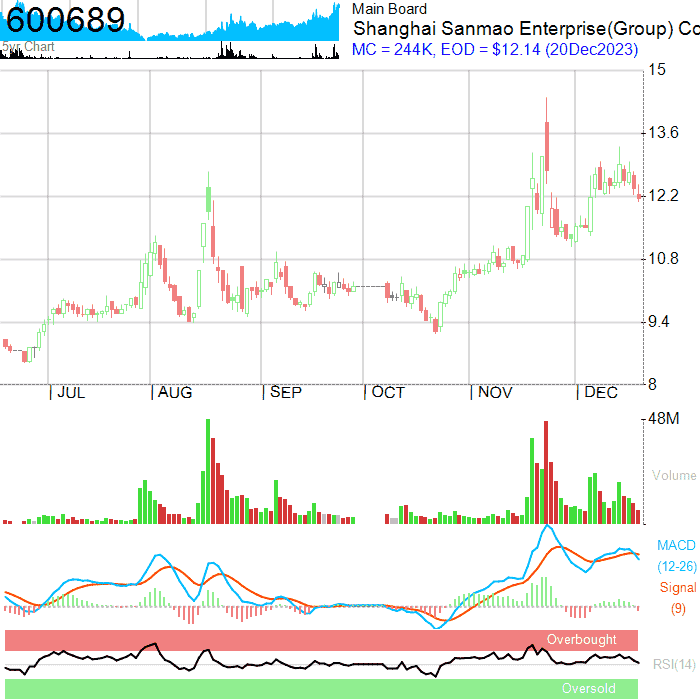 600689
5yr Chart
Main Board
Shanghai Sanmao Enterprise(Group) Co
MC = 244K, EOD = $12.14 (20Dec2023)
15
13.6
12.2
10.8
9.4
8
JUL AUG SEP OCT NOV DEC
48M
Volume
MACD
(12-26)
Signal
(9)
Overbought
RSI(14)
Oversold